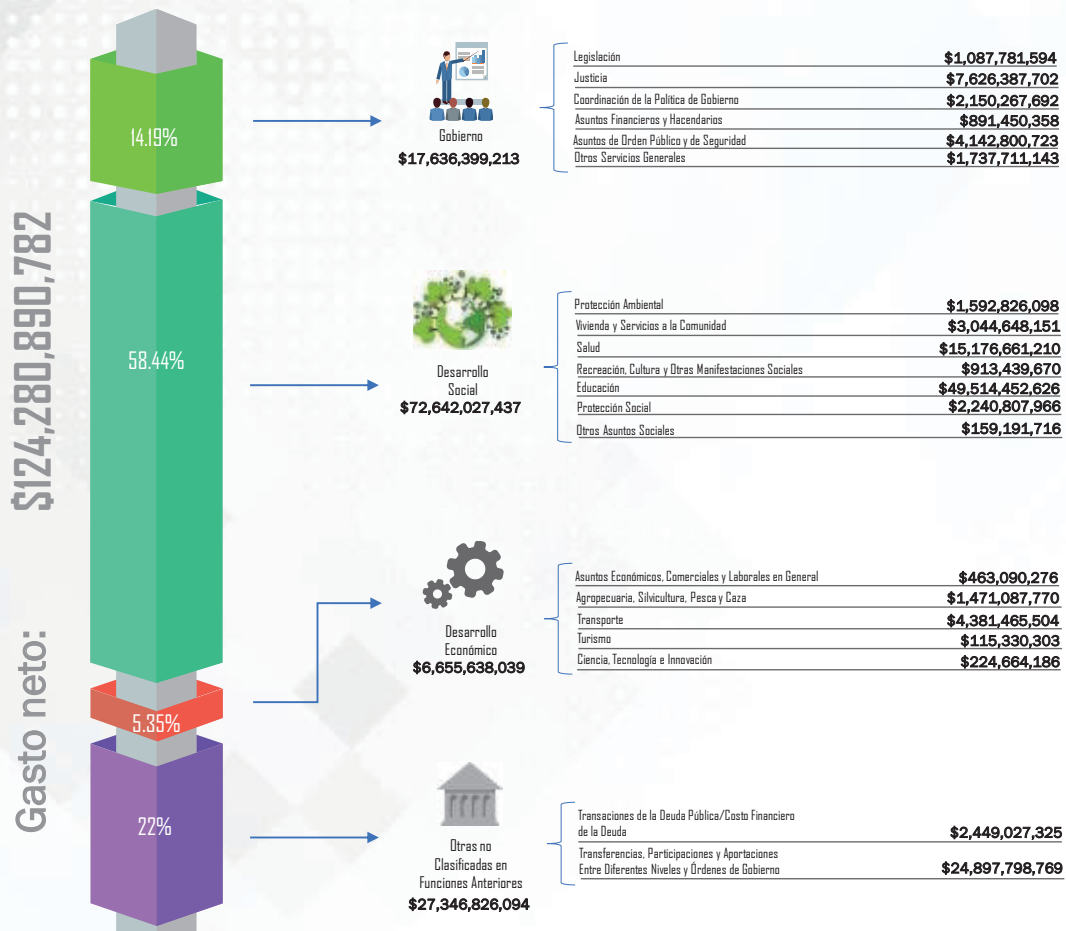 Gasto neto: $124,280,890,782
14.19%
Gobierno
$17,636,399,213
Legislación $1,087,781,594
Justicia $7,626,387,702
Coordinación de la Política de Gobierno $2,150,267,692
Asuntos Financieros y Hacendarios $891,450,358
Asuntos de Orden Público y de Seguridad $4,142,800,723
Otros Servicios Generales $1,737,711,143
58.44%
Desarrollo
Social
$72,642,027,437
Protección Ambiental $1,592,826,098
Vivienda y Servicios a la Comunidad $3,044,648,151
Salud $15,176,661,210
Recreación, Cultura y Otras Manifestaciones Sociales $913,439,670
Educación $49,514,452,626
Protección Social $2,240,807,966
Otros Asuntos Sociales $159,191,716
5.35%
Desarrollo
Económico
$6,655,638,039
Asuntos Económicos, Comerciales y Laborales en General $463,090,276
Agropecuaria, Silvicultura, Pesca y Caza $1,471,087,770
Transporte $4,381,465,504
Turismo $115,330,303
Ciencia, Tecnología e Innovación $224,664,186
22%
Otras no
Clasificadas en
Funciones Anteriores
$27,346,826,094
Transaciones de la Deuda Pública/Costo Financiero
de la Deuda $2,449,027,325
Transferencias, Participaciones y Aportaciones
Entre Diferentes Niveles y Órdenes de Gobierno $24,897,798,769